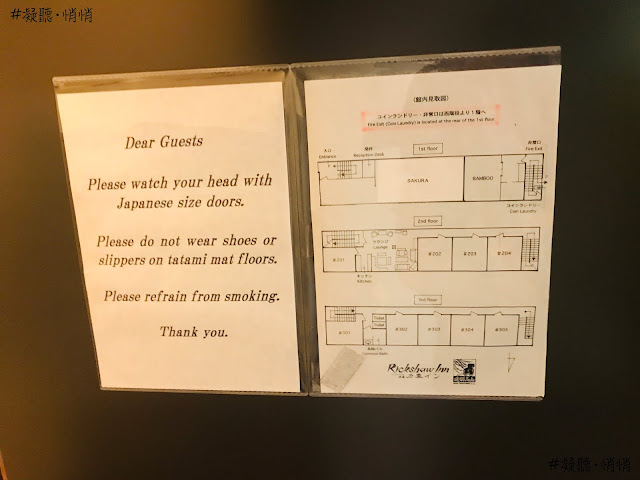 #凝聽·悄悄
Dear Guests
Please watch your head with
Japanese size doors.
Please do not wear shoes or
slippers on tatami mat floors.
Please refrain from smoking.
Thank you.
(館内見取図)
コインランドリー・非常口は西階段より1階へ
Fire Exit (Coin Laundry) is located at the rear of the 1st floor.
1st floor
入口
Entrance
Reception Desk
非常口
Fire Exit
SAKURA
BAMBOO
コインランドリー
Coin Laundry
2nd floor
ラウンジ
Lounge
#201
#202
#203
#204
キッチン
Kitchen
3rd floor
Toilet
Toilet
#301
#302
#303
#304
#305
Rickshaw Inn
力車イン
#凝聽·悄悄